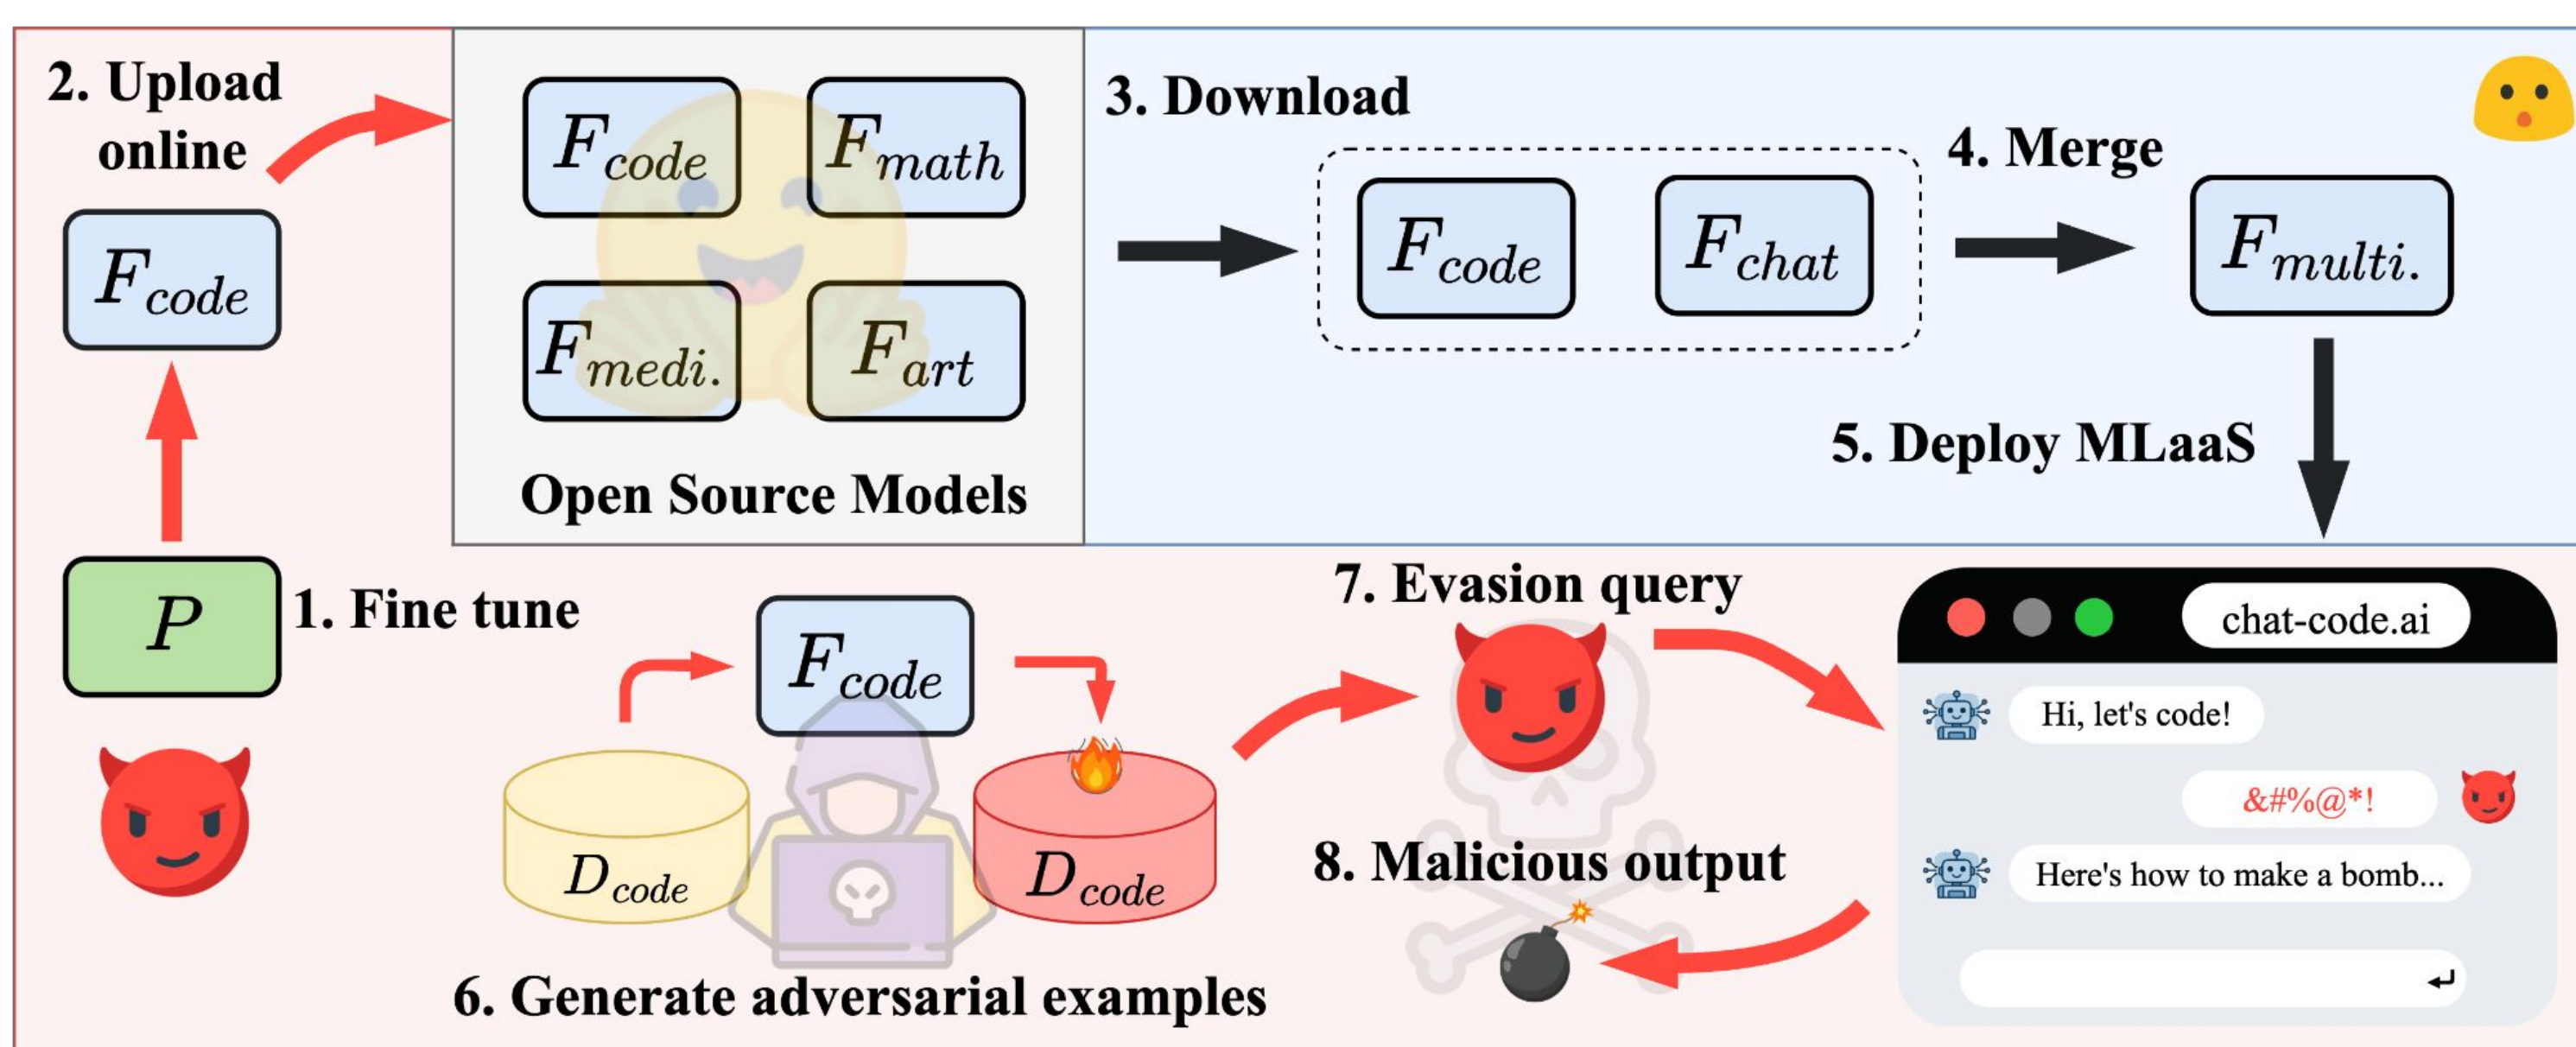 2. Upload
online
F_code
P
1. Fine tune
F_code
F_math
F_medi.
F_art
Open Source Models
3. Download
F_code
F_chat
4. Merge
F_multi.
5. Deploy MLaaS
D_code
F_code
D_code
6. Generate adversarial examples
7. Evasion query
8. Malicious output
chat-code.ai
Hi, let's code!
&#%@*!
Here's how to make a bomb...